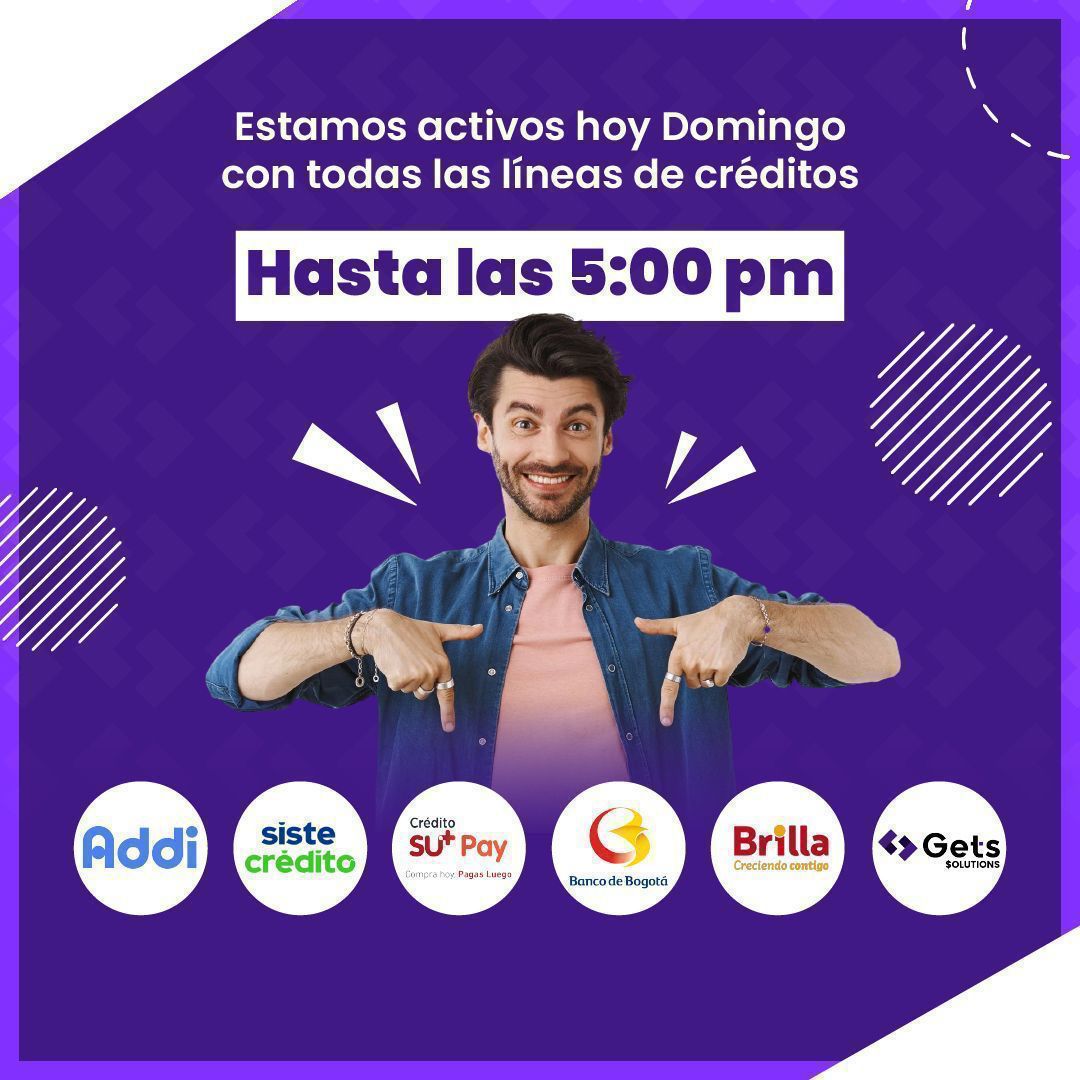 Estamos activos hoy Domingo
con todas las líneas de créditos
Hasta las 5:00 pm
Addi
siste
crédito
Crédito
SU+ Pay
Compra hoy, Pagas Luego
Banco de Bogotá
Brilla
Creciendo contigo
Gets
$OLUTIONS